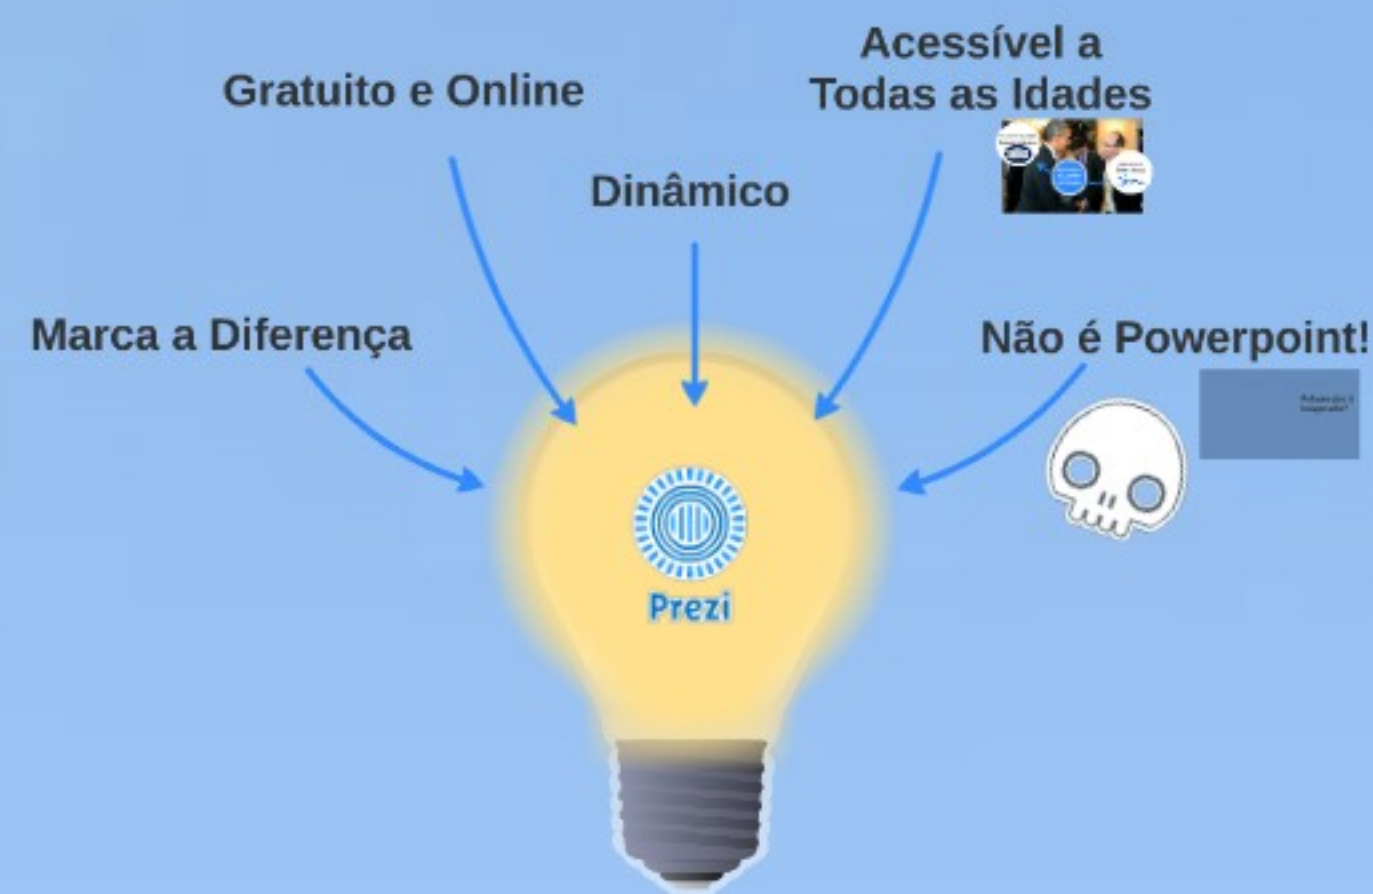 Gratuito e Online
Acessível a
Todas as Idades
Dinâmico
Marca a Diferença
Não é Powerpoint!
Prezi